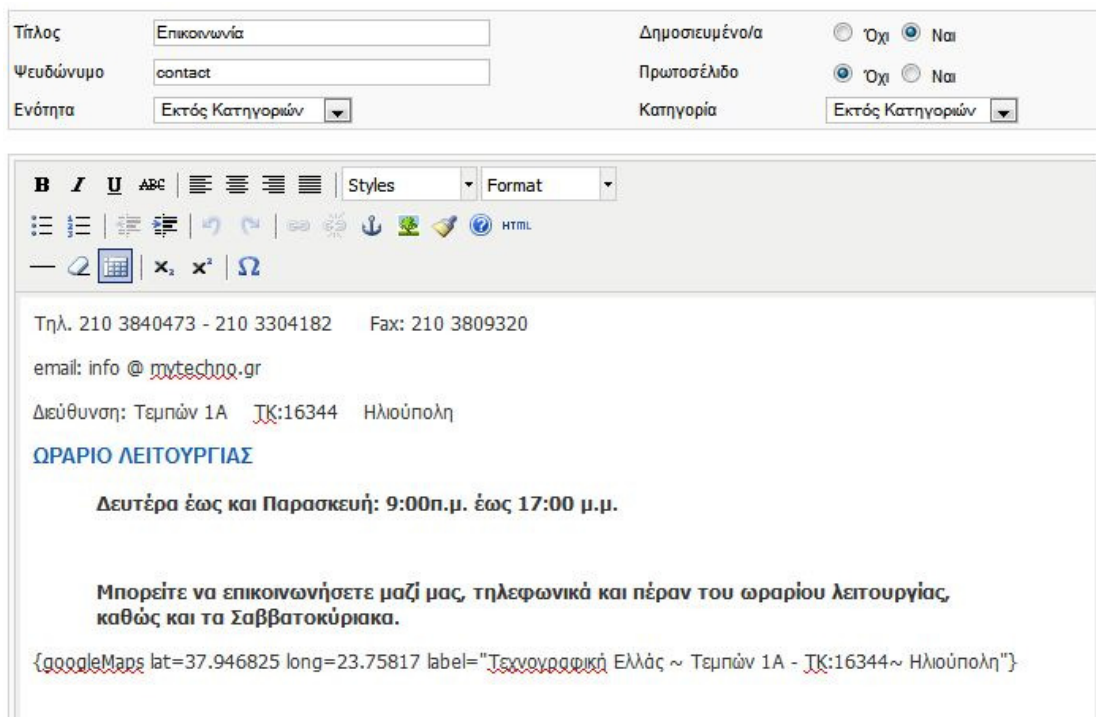 Τίτλος Επικοινωνία Δημοσιευμένο/α Όχι Ναι
Ψευδώνυμο contact Πρωτοσέλιδο Όχι Ναι
Ενότητα Εκτός Κατηγοριών Κατηγορία Εκτός Κατηγοριών
B I U ABC Styles Format
HTML
x₂ x² Ω
Τηλ. 210 3840473 - 210 3304182 Fax: 210 3809320
email: info @ mytechno.gr
Διεύθυνση: Τεμπών 1Α ΤΚ:16344 Ηλιούπολη
ΩΡΑΡΙΟ ΛΕΙΤΟΥΡΓΙΑΣ
Δευτέρα έως και Παρασκευή: 9:00π.μ. έως 17:00 μ.μ.
Μπορείτε να επικοινωνήσετε μαζί μας, τηλεφωνικά και πέραν του ωραρίου λειτουργίας,
καθώς και τα Σαββατοκύριακα.
{googleMaps lat=37.946825 long=23.75817 label="Τεχνογραφική Ελλάς ~ Τεμπών 1Α - ΤΚ:16344~ Ηλιούπολη"}